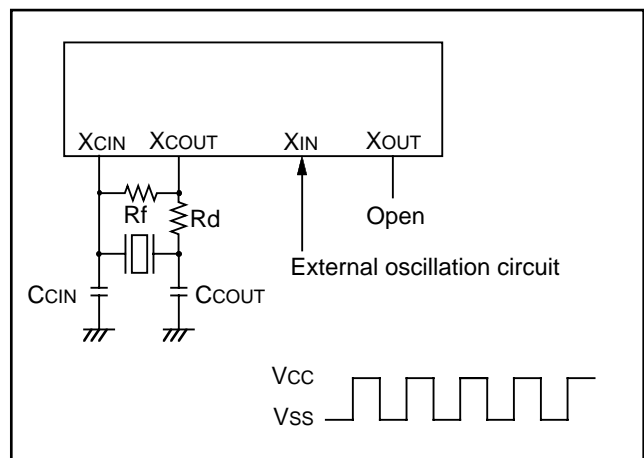 XCIN XCOUT XIN XOUT
Rf Rd Open
External oscillation circuit
CCIN CCOUT
VCC
VSS